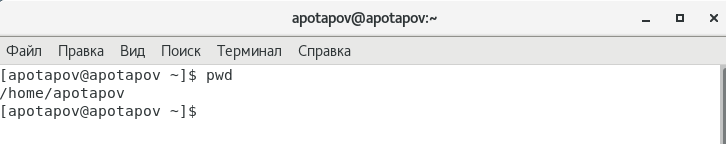 apotapov@apotapov:~
Файл Правка Вид Поиск Терминал Справка
[apotapov@apotapov ~]$ pwd
/home/apotapov
[apotapov@apotapov ~]$